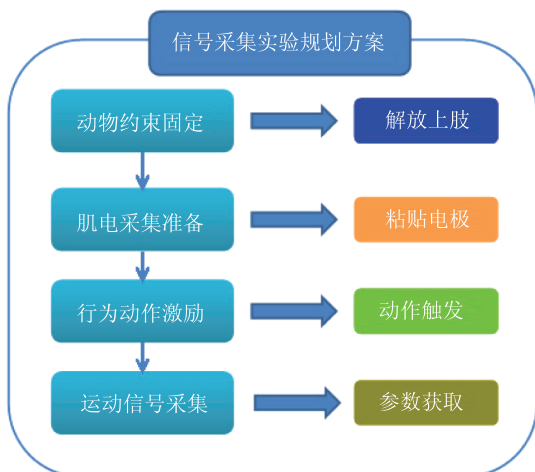 信号采集实验规划方案
动物约束固定
解放上肢
肌电采集准备
粘贴电极
行为动作激励
动作触发
运动信号采集
参数获取